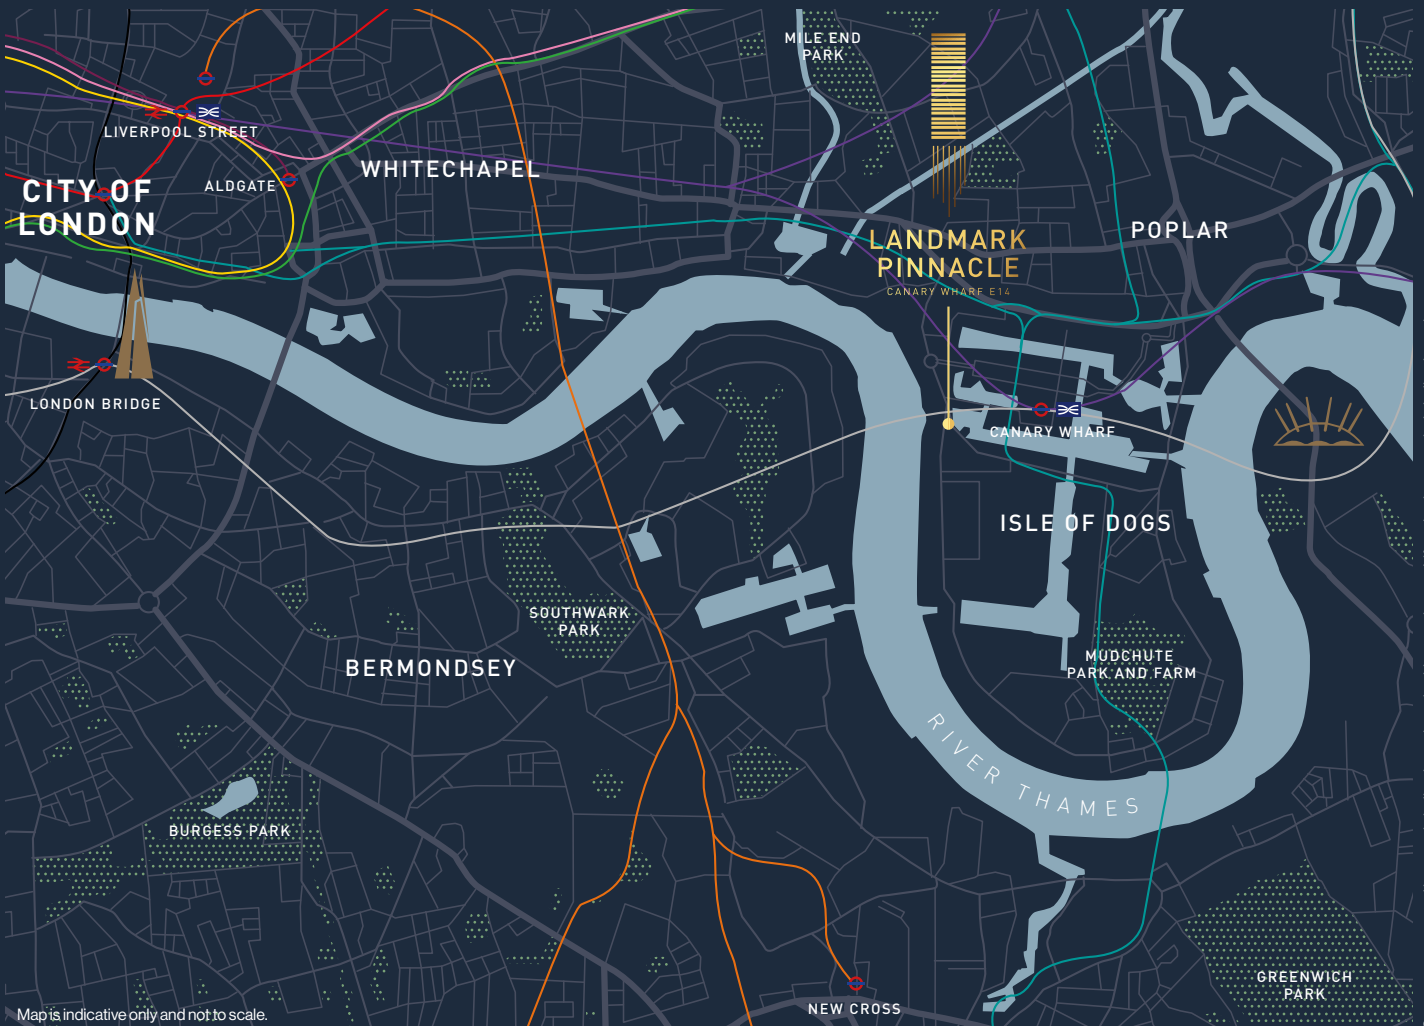 MILE END
PARK
LIVERPOOL STREET
WHITECHAPEL
ALDGATE
CITY OF
LONDON
POPLAR
LANDMARK
PINNACLE
CANARY WHARF E14
LONDON BRIDGE
CANARY WHARF
ISLE OF DOGS
SOUTHWARK
PARK
BERMONDSEY
MUDCHUTE
PARK AND FARM
RIVER THAMES
BURGESS PARK
GREENWICH
PARK
NEW CROSS
Map is indicative only and not to scale.